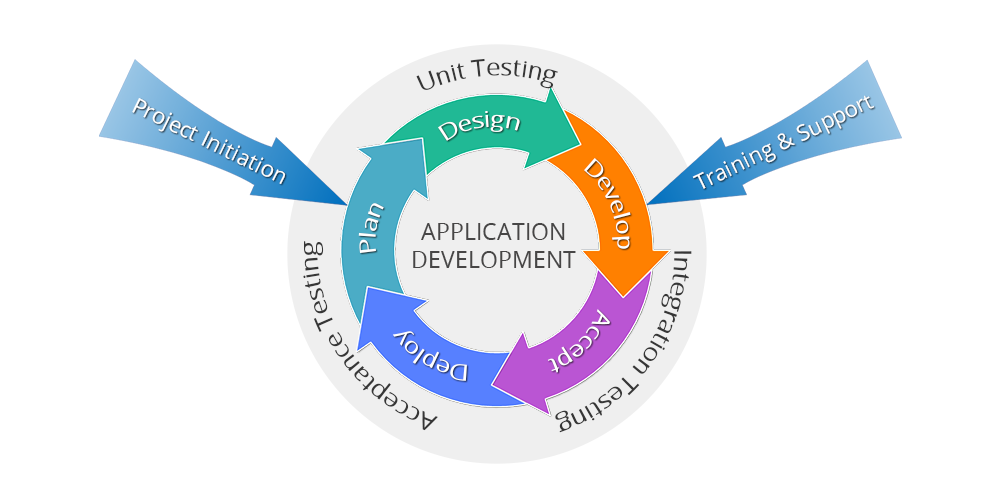 Unit Testing
Project Initiation
Training & Support
Design
Develop
Plan
APPLICATION
DEVELOPMENT
Accept
Deploy
Integration Testing
Acceptance Testing